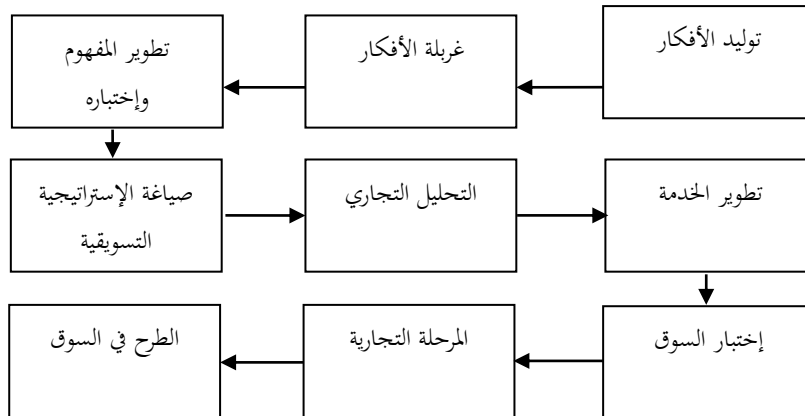 توليد الأفكار
غربلة الأفكار
تطوير المفهوم
وإختباره
صياغة الإستراتيجية
التسويقية
التحليل التجاري
تطوير الخدمة
إختبار السوق
المرحلة التجارية
الطرح في السوق